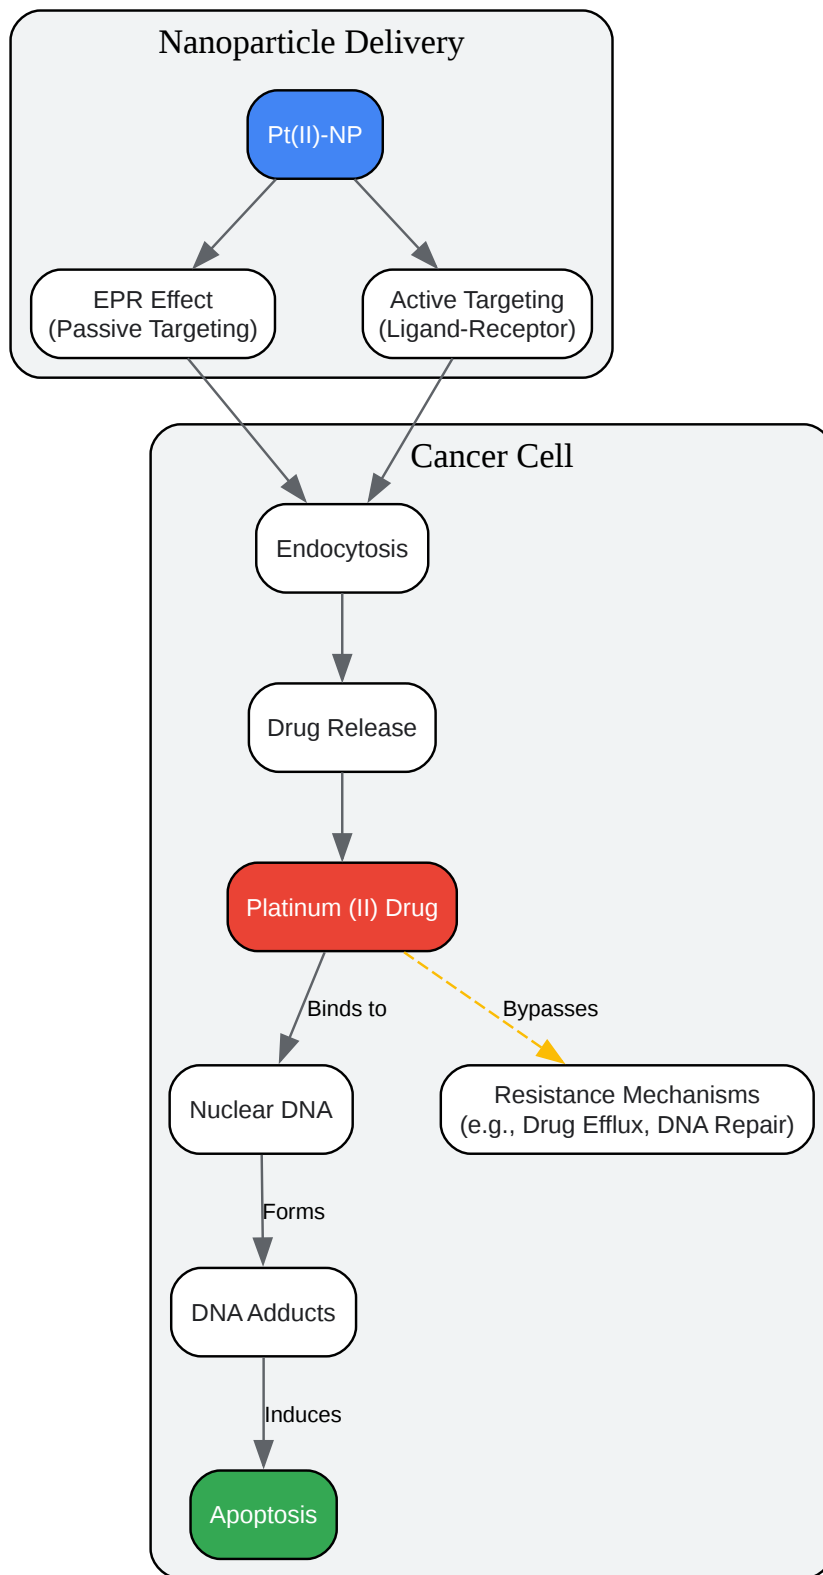 Nanoparticle Delivery
Pt(II)-NP
EPR Effect
(Passive Targeting)
Active Targeting
(Ligand-Receptor)
Cancer Cell
Endocytosis
Drug Release
Platinum (II) Drug
Binds to
Bypasses
Nuclear DNA
Resistance Mechanisms
(e.g., Drug Efflux, DNA Repair)
Forms
DNA Adducts
Induces
Apoptosis